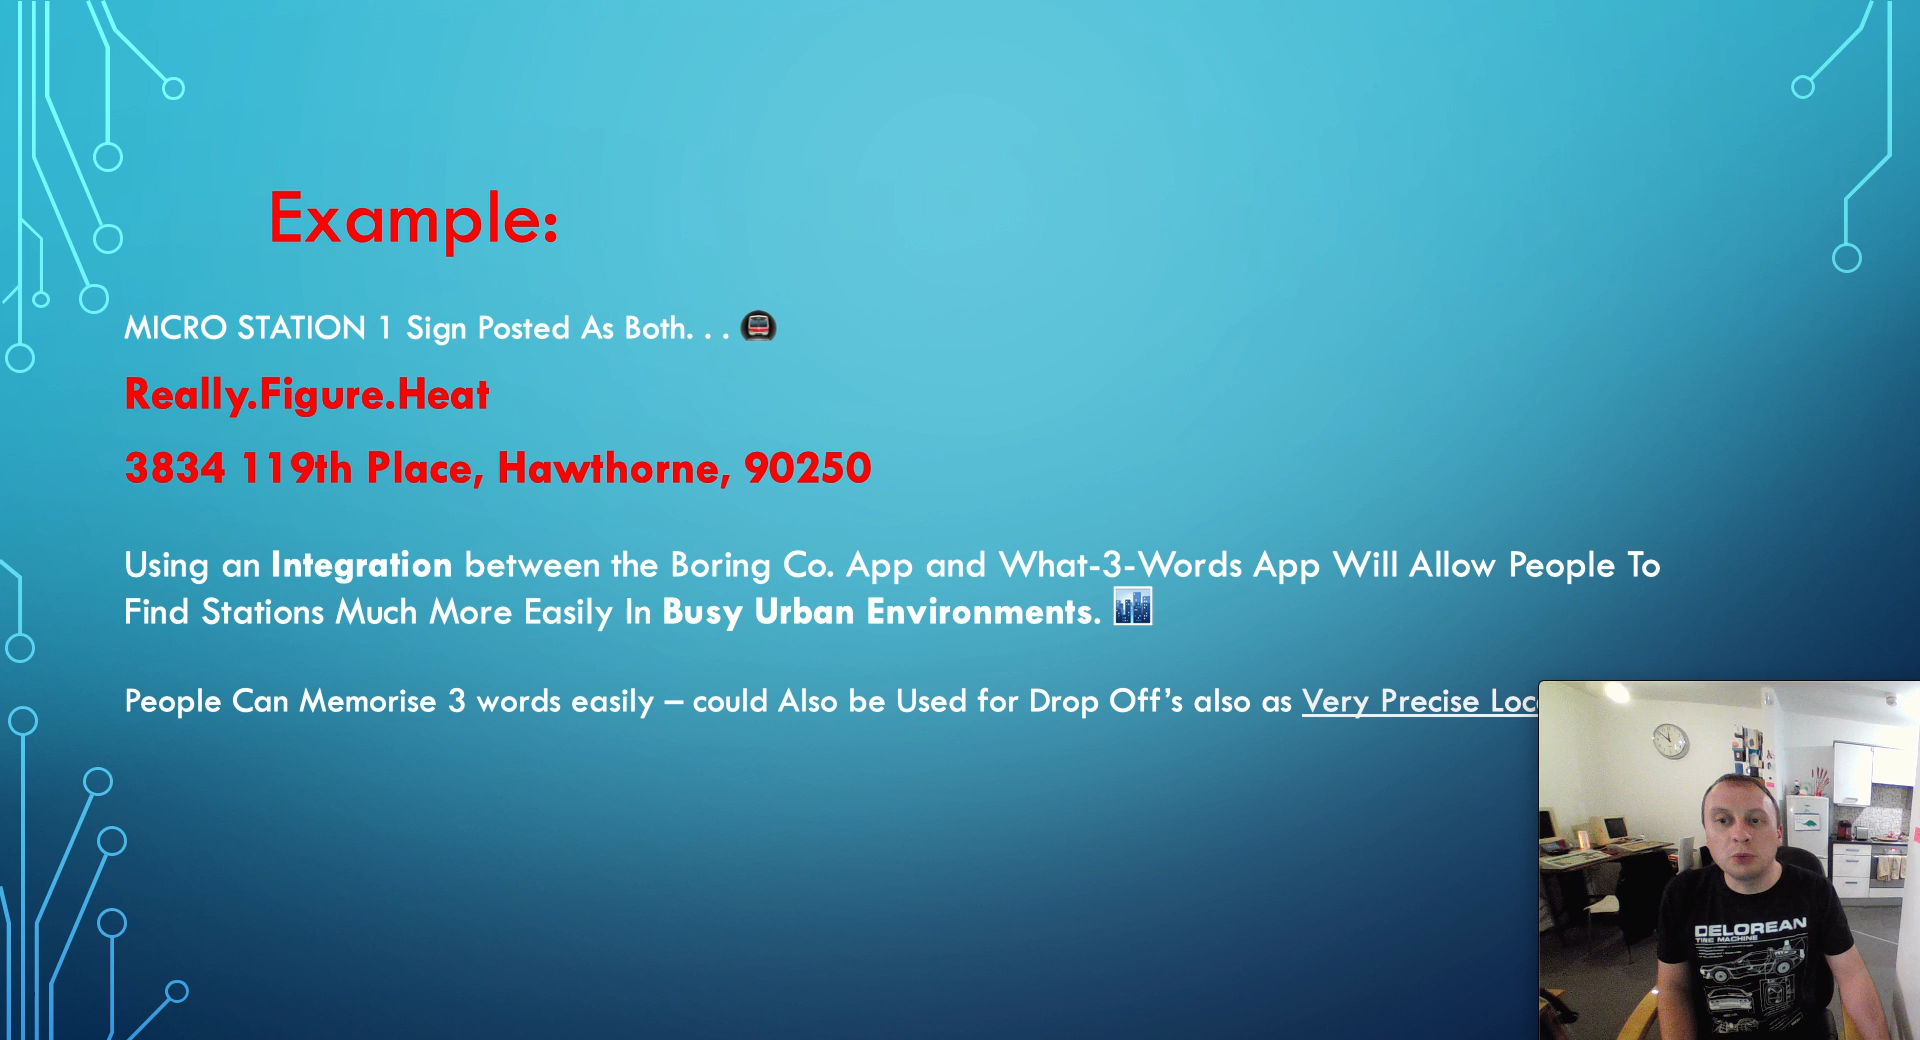 Example:
MICRO STATION 1 Sign Posted As Both. . .
Really.Figure.Heat
3834 119th Place, Hawthorne, 90250
Using an Integration between the Boring Co. App and What-3-Words App Will Allow People To
Find Stations Much More Easily In Busy Urban Environments.
People Can Memorise 3 words easily – could Also be Used for Drop Off’s also as Very Precise
DELOREAN
TIME MACHINE